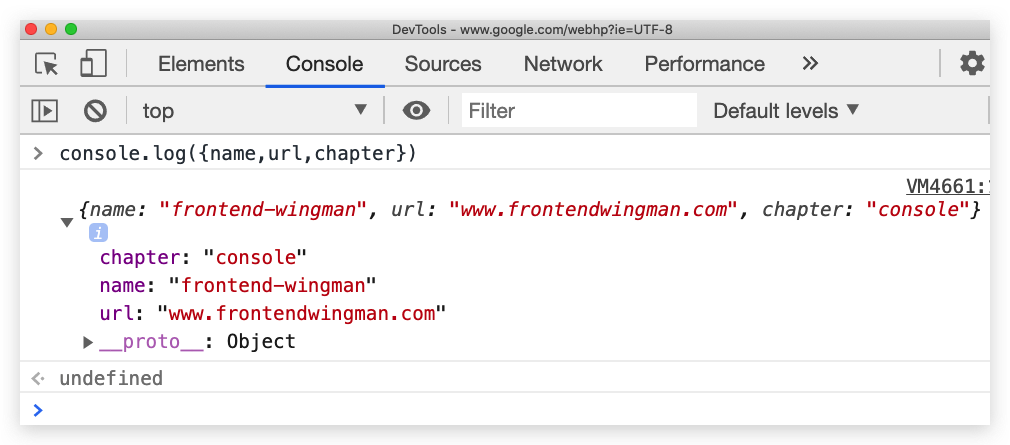 DevTools - www.google.com/webhp?ie=UTF-8
Elements Console Sources Network Performance »
top ▼ Filter Default levels ▼
> console.log({name,url,chapter})
VM4661:
▼ {name: "frontend-wingman", url: "www.frontendwingman.com", chapter: "console"}
i
chapter: "console"
name: "frontend-wingman"
url: "www.frontendwingman.com"
▶ __proto__: Object
undefined
>